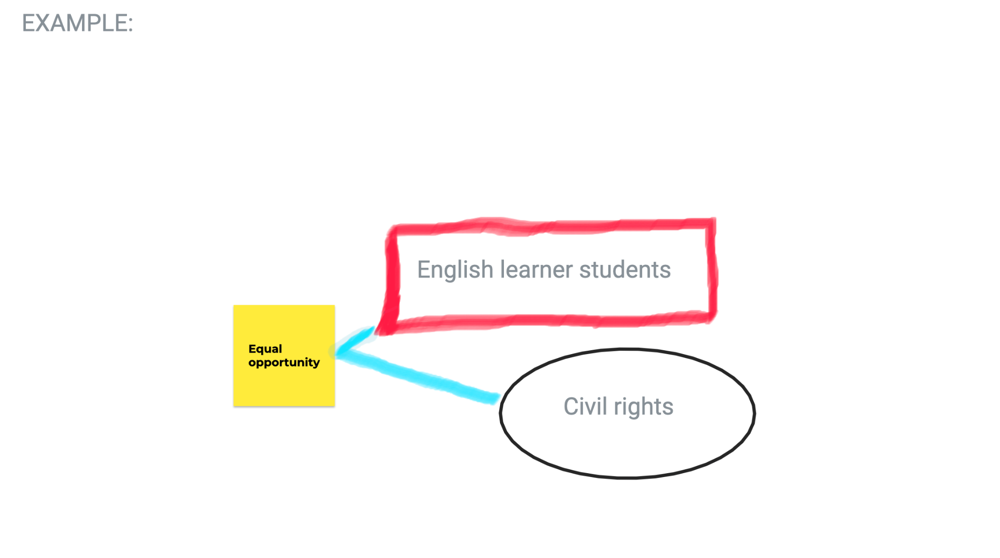 EXAMPLE:
English learner students
Equal
opportunity
Civil rights